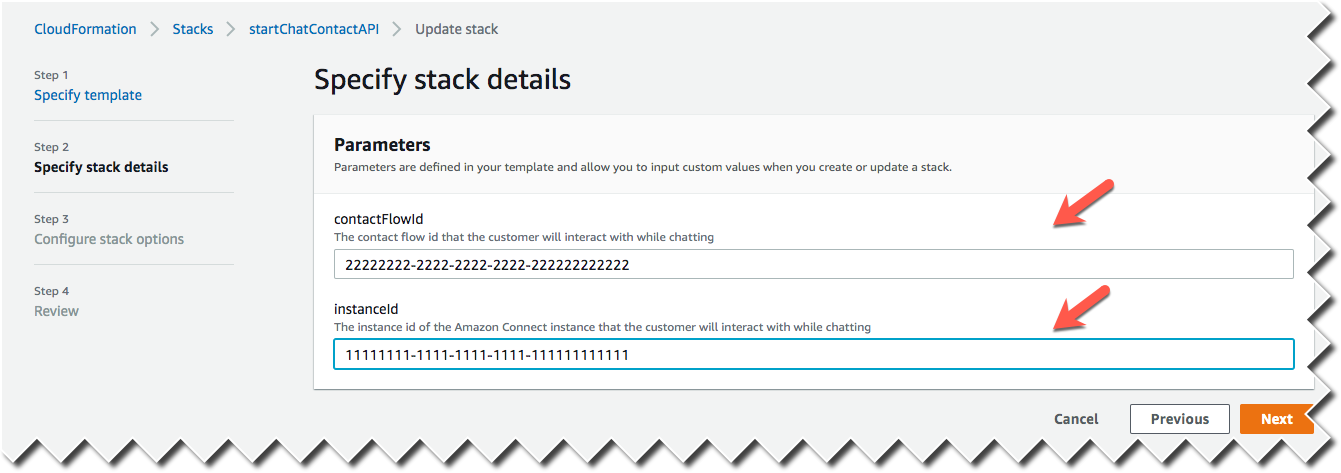 CloudFormation > Stacks > startChatContactAPI > Update stack
Step 1
Specify template
Step 2
Specify stack details
Step 3
Configure stack options
Step 4
Review
Specify stack details
Parameters
Parameters are defined in your template and allow you to input custom values when you create or update a stack.
contactFlowId
The contact flow id that the customer will interact with while chatting
22222222-2222-2222-2222-222222222222
instanceId
The instance id of the Amazon Connect instance that the customer will interact with while chatting
11111111-1111-1111-1111-111111111111
Cancel Previous Next